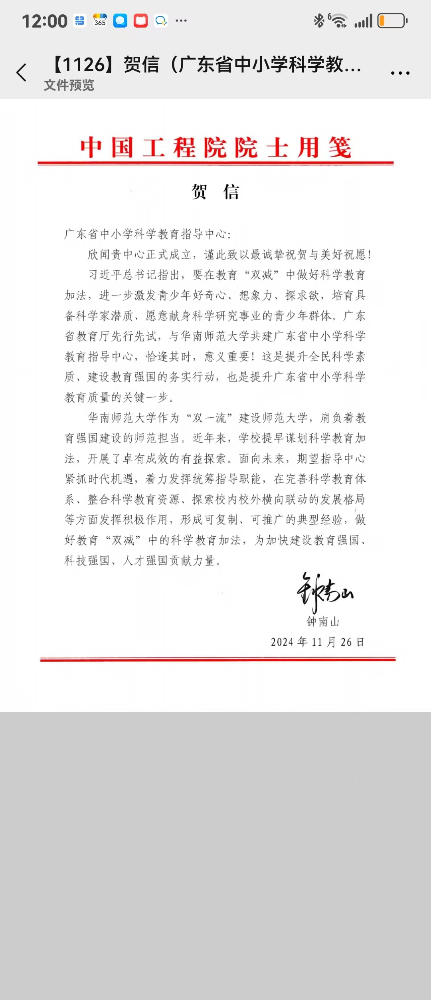 12:00
365
6
【1126】贺信（广东省中小学科学教...
文件预览
中国工程院院士用笺
贺 信
广东省中小学科学教育指导中心：
欣闻贵中心正式成立，谨此致以最诚挚祝贺与美好祝愿！
习近平总书记指出，要在教育“双减”中做好科学教育
加法，进一步激发青少年好奇心、想象力、探求欲，培育具
备科学家潜质、愿意献身科学研究事业的青少年群体。广东
省教育厅先行先试，与华南师范大学共建广东省中小学科学
教育指导中心，恰逢其时，意义重要！这是提升全民科学素
质、建设教育强国的务实行动，也是提升广东省中小学科学
教育质量的关键一步。
华南师范大学作为“双一流”建设师范大学，肩负着教
育强国建设的师范担当。近年来，学校提早谋划科学教育加
法，开展了卓有成效的有益探索。面向未来，期望指导中心
紧抓时代机遇，着力发挥统筹指导职能，在完善科学教育体
系、整合科学教育资源、探索校内校外横向联动的发展格局
等方面发挥积极作用，形成可复制、可推广的典型经验，做
好教育“双减”中的科学教育加法，为加快建设教育强国、
科技强国、人才强国贡献力量。
钟南山
钟南山
2024 年 11 月 26 日